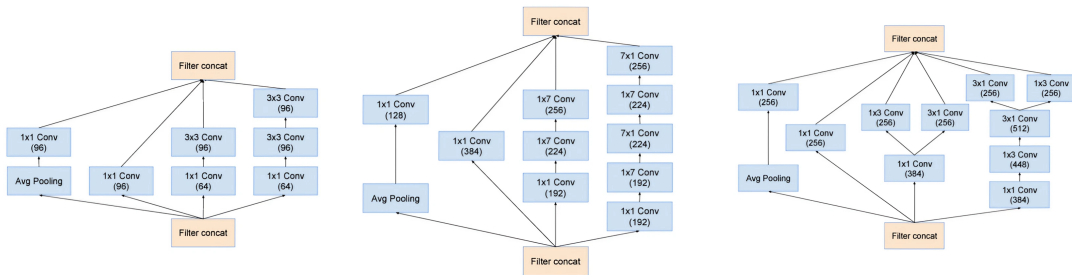 Filter concat
3x3 Conv
(96)
1x1 Conv
(96)
3x3 Conv
(96)
3x3 Conv
(96)
Avg Pooling
1x1 Conv
(96)
1x1 Conv
(64)
1x1 Conv
(64)
Filter concat
Filter concat
7x1 Conv
(256)
1x1 Conv
(128)
1x7 Conv
(256)
1x7 Conv
(224)
1x1 Conv
(384)
1x7 Conv
(224)
7x1 Conv
(224)
Avg Pooling
1x1 Conv
(192)
1x7 Conv
(192)
1x1 Conv
(192)
Filter concat
Filter concat
1x1 Conv
(256)
3x1 Conv
(256)
1x3 Conv
(256)
1x3 Conv
(256)
3x1 Conv
(256)
3x1 Conv
(512)
1x1 Conv
(256)
1x1 Conv
(384)
1x3 Conv
(448)
Avg Pooling
1x1 Conv
(384)
Filter concat